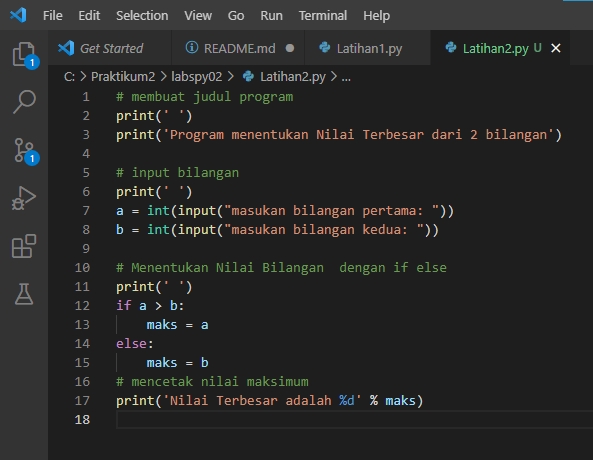 File Edit Selection View Go Run Terminal Help
Get Started README.md Latihan1.py Latihan2.py U
C: > Praktikum2 > labspy02 > Latihan2.py > ...
1 # membuat judul program
2 print(' ')
3 print('Program menentukan Nilai Terbesar dari 2 bilangan')
4
5 # input bilangan
6 print(' ')
7 a = int(input("masukan bilangan pertama: "))
8 b = int(input("masukan bilangan kedua: "))
9
10 # Menentukan Nilai Bilangan  dengan if else
11 print(' ')
12 if a > b:
13     maks = a
14 else:
15     maks = b
16 # mencetak nilai maksimum
17 print('Nilai Terbesar adalah %d' % maks)
18
1
1